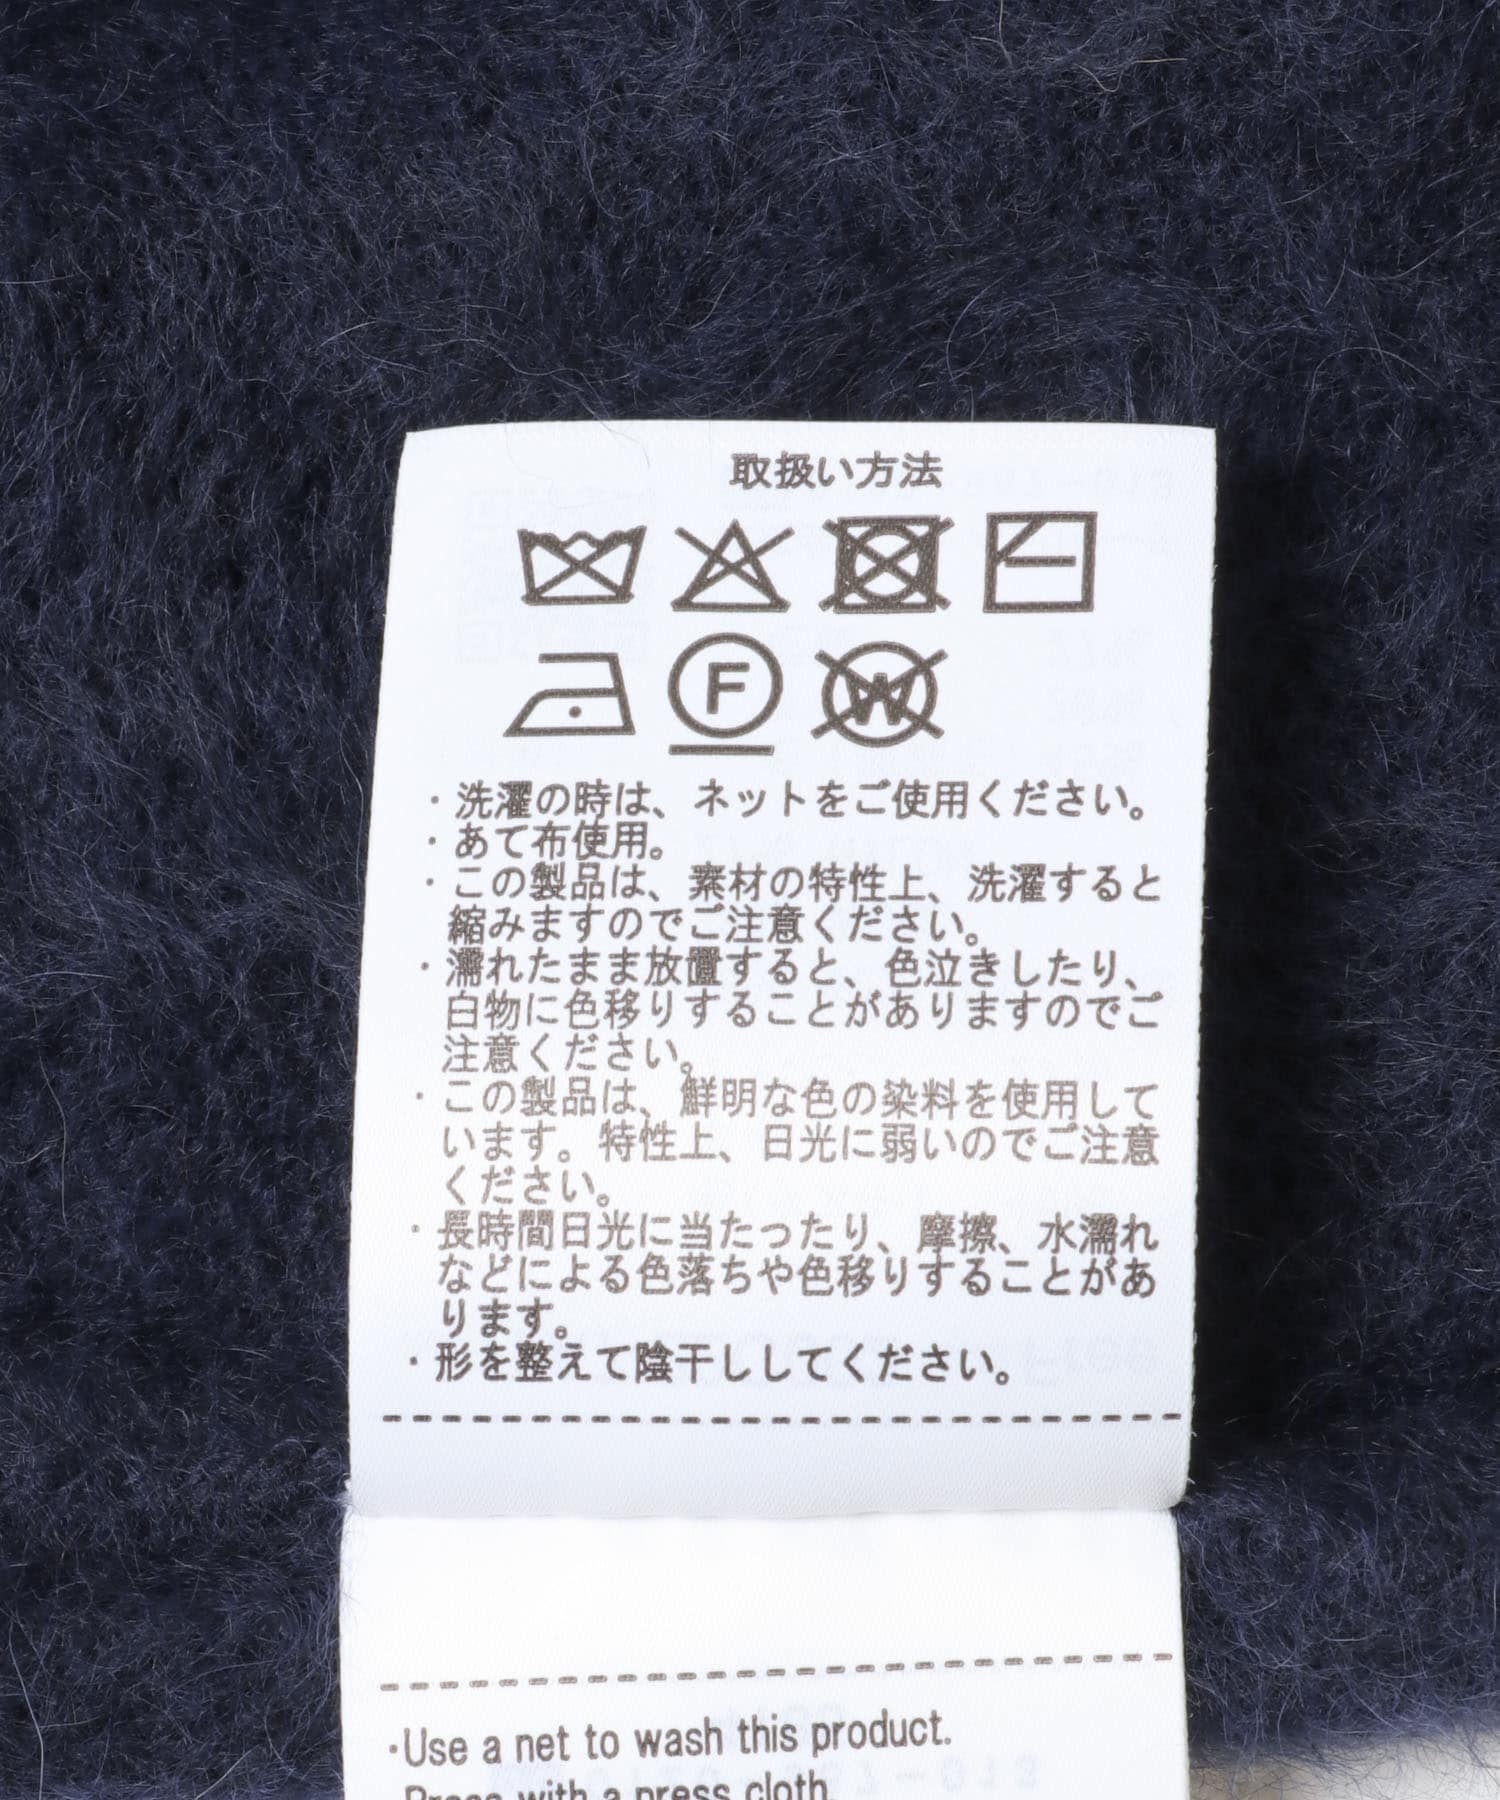 取扱い方法
F W
・洗濯の時は、ネットをご使用ください。
・あて布使用。
・この製品は、素材の特性上、洗濯すると
縮みますのでご注意ください。
・濡れたまま放置すると、色泣きしたり、
白物に色移りすることがありますのでご
注意ください。
・この製品は、鮮明な色の染料を使用して
います。特性上、日光に弱いのでご注意
ください。
・長時間日光に当たったり、摩擦、水濡れ
などによる色落ちや色移りすることがあ
ります。
・形を整えて陰干ししてください。
・Use a net to wash this product.
Press with a press cloth.